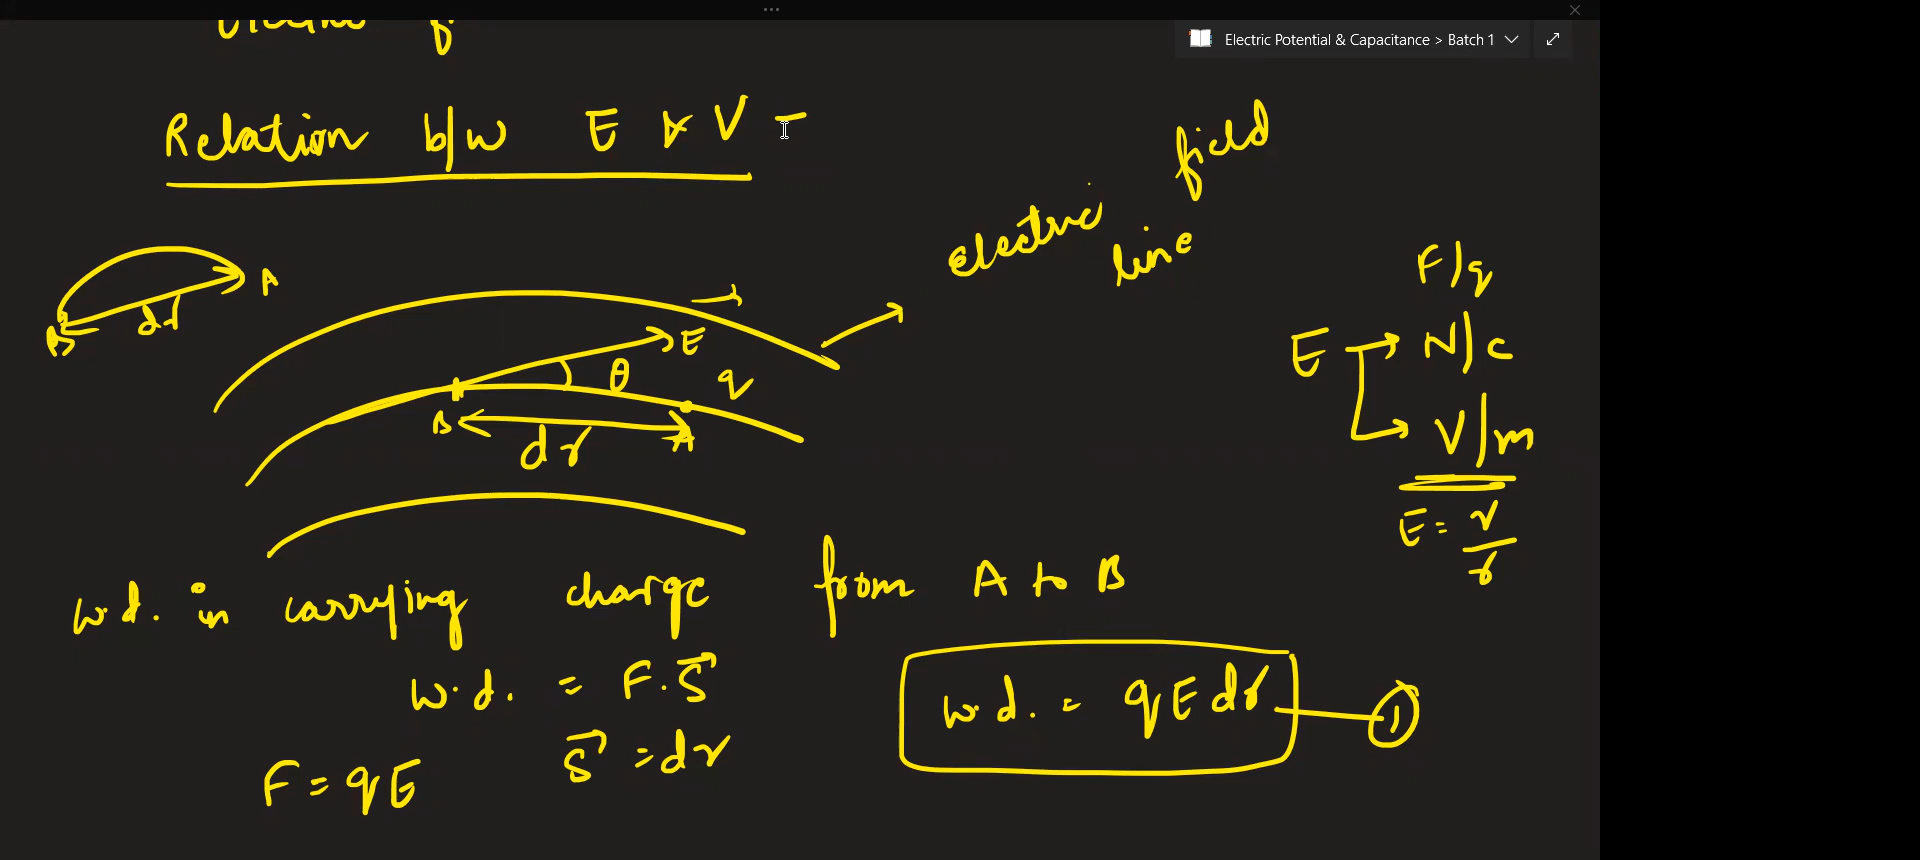 Electric Potential & Capacitance > Batch 1
Relation b/w E & V -
Electric field
line
A
dr
B
E
θ
q
B
A
dr
F/q
E → N/c
→ V/m
E = V/r
w.d. in carrying charge from A to B
w.d. = F.S
w.d. = qEdr ①
S = dr
F = qE